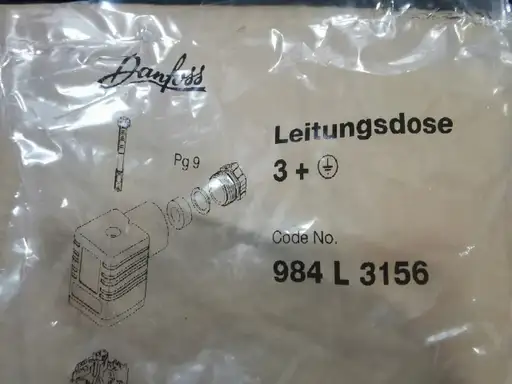 Danfoss
Leitungsdose
Pg 9
3 + ⏚
Code No.
984 L 3156